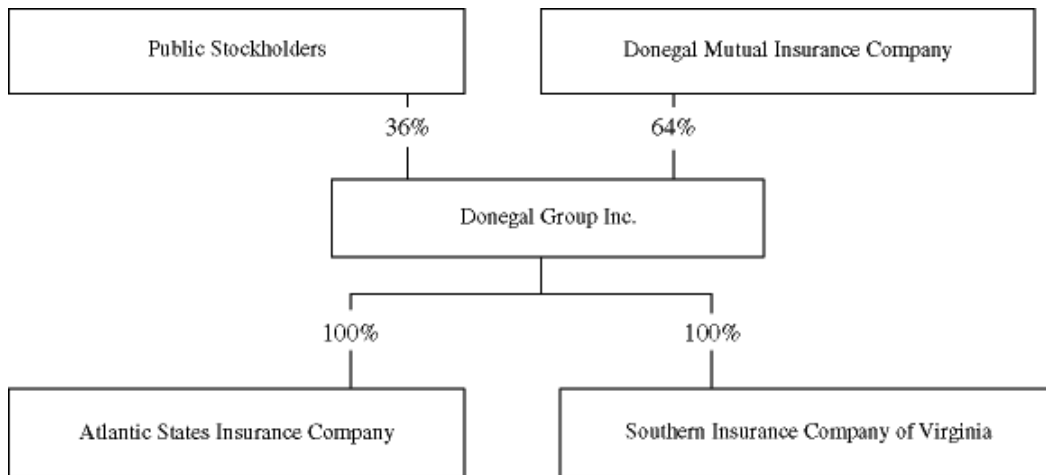 Public Stockholders
Donegal Mutual Insurance Company
36%
64%
Donegal Group Inc.
100%
100%
Atlantic States Insurance Company
Southern Insurance Company of Virginia